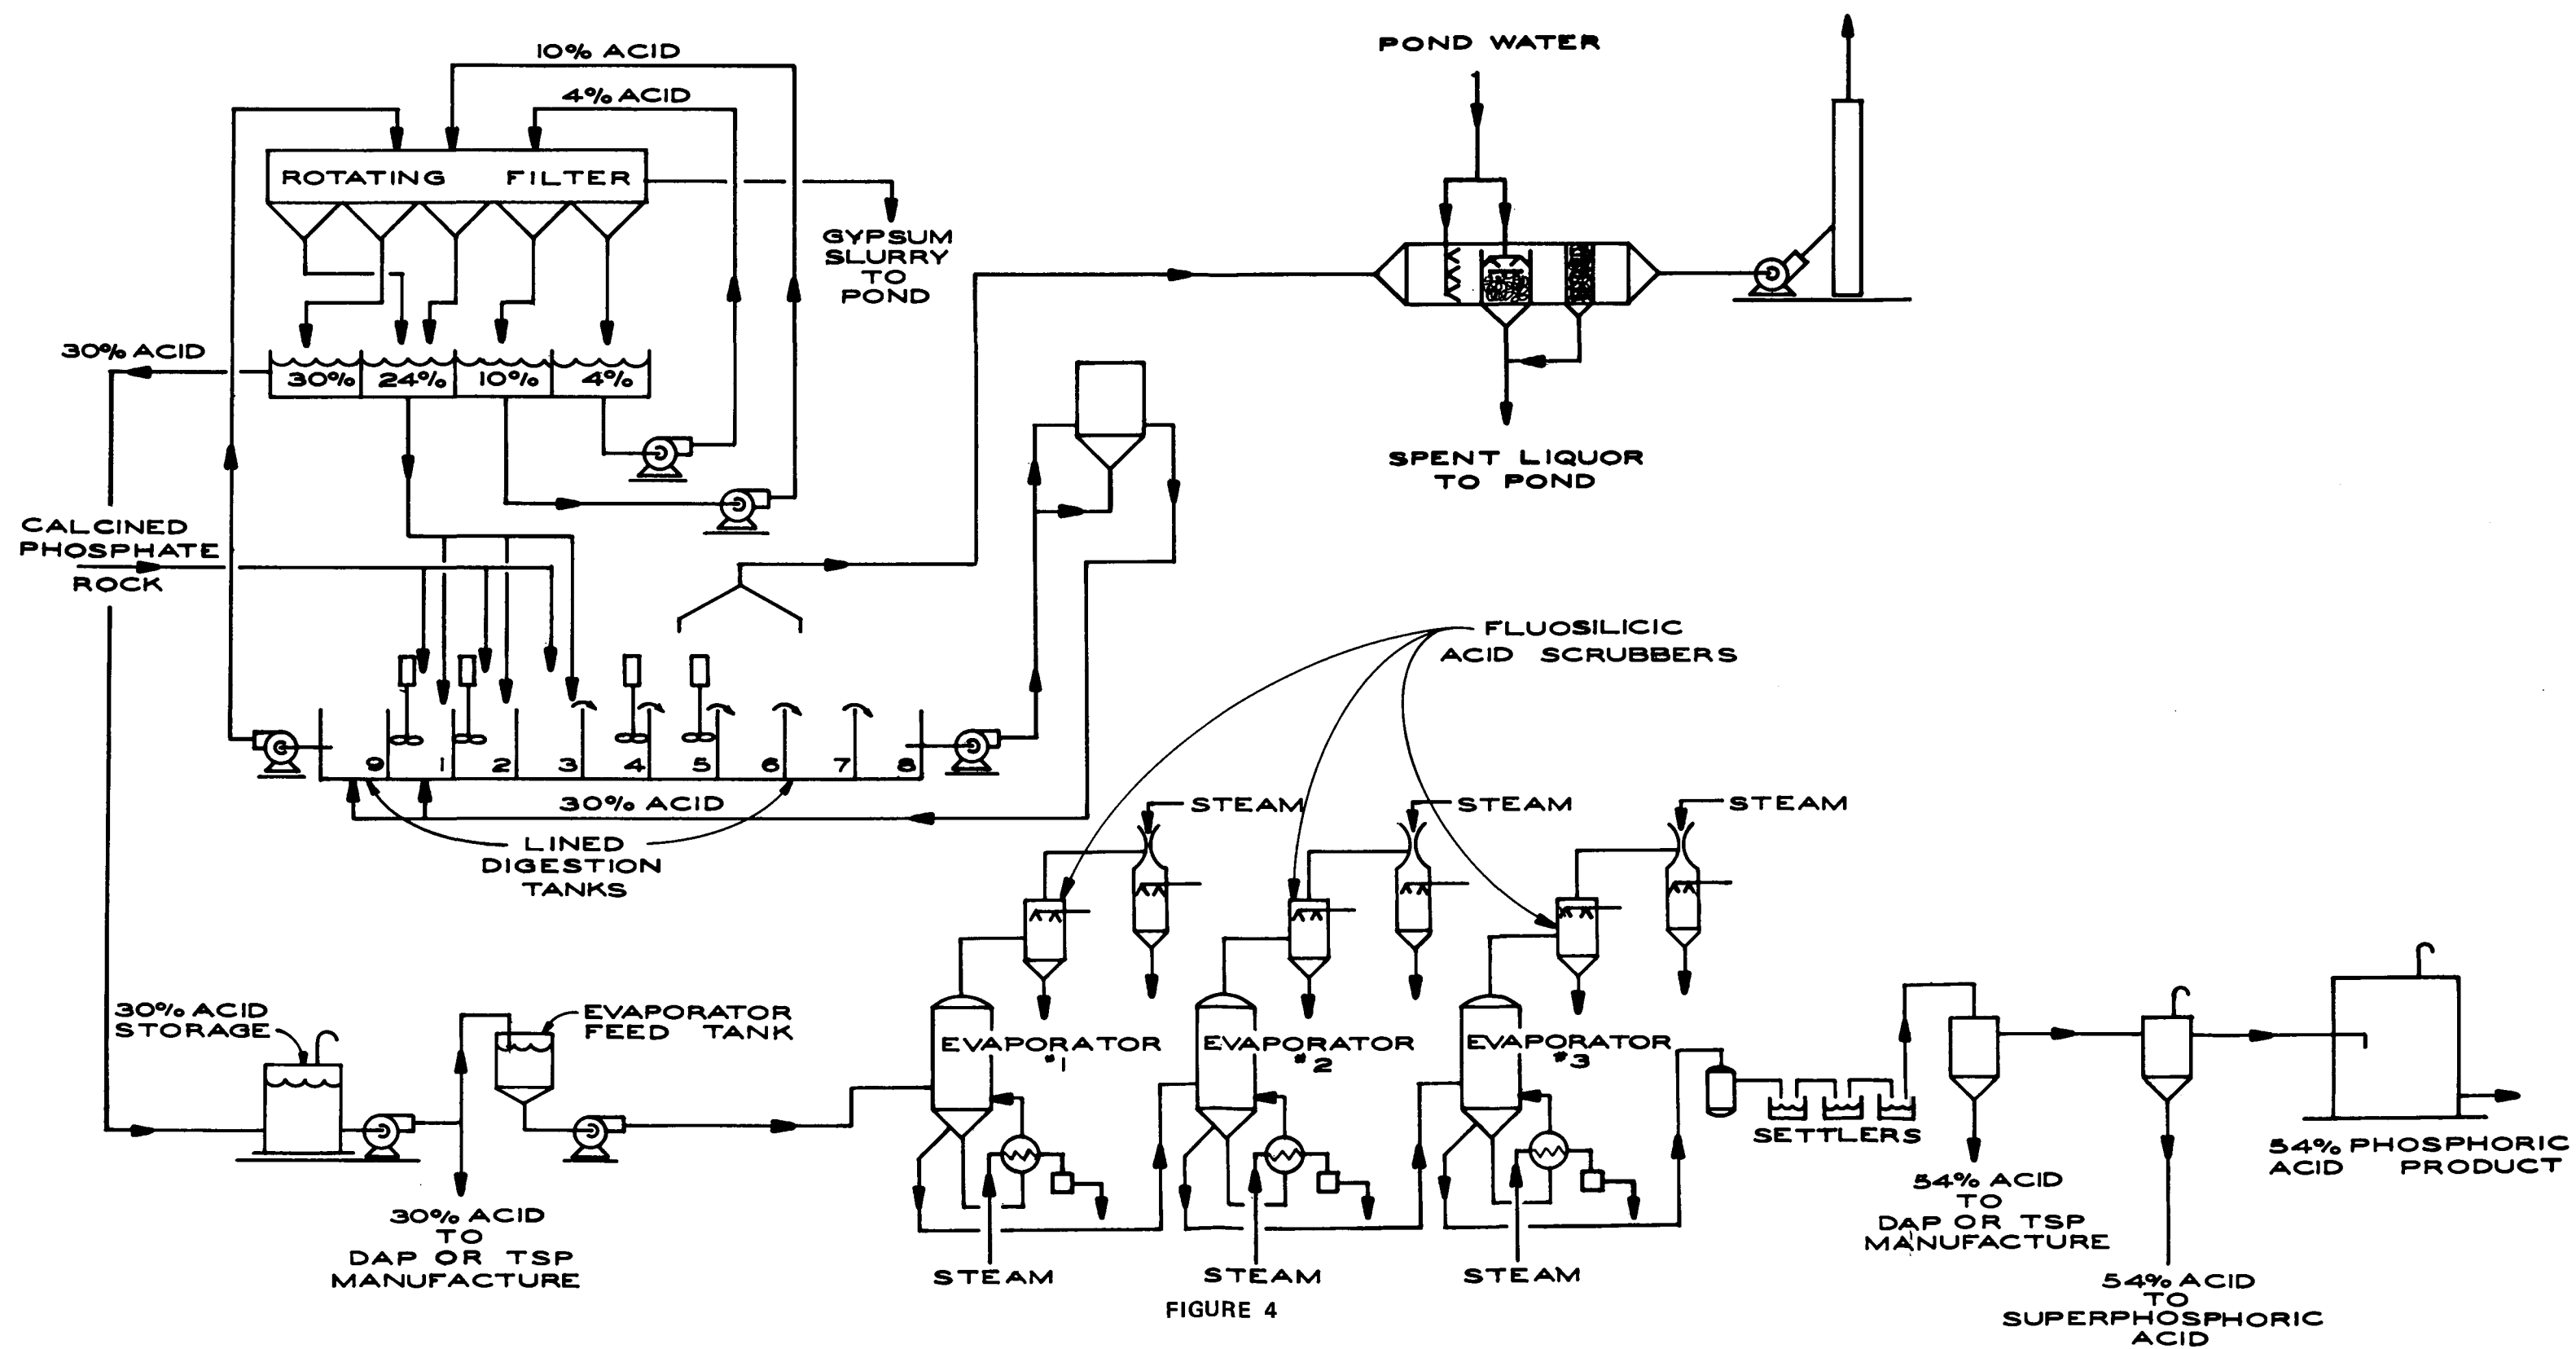 10% ACID
4% ACID
ROTATING FILTER
GYPSUM
SLURRY
TO
POND
POND WATER
30% ACID
30% 24% 10% 4%
SPENT LIQUOR
TO POND
CALCINED
PHOSPHATE
ROCK
FLUOSILICIC
ACID SCRUBBERS
9 1 2 3 4 5 6 7 8
30% ACID
LINED
DIGESTION
TANKS
STEAM
STEAM
STEAM
30% ACID
STORAGE
EVAPORATOR
FEED TANK
EVAPORATOR
#1
EVAPORATOR
#2
EVAPORATOR
#3
SETTLERS
30% ACID
TO
DAP OR TSP
MANUFACTURE
STEAM
STEAM
STEAM
54% ACID
TO
DAP OR TSP
MANUFACTURE
54% PHOSPHORIC
ACID PRODUCT
54% ACID
TO
SUPERPHOSPHORIC
ACID
FIGURE 4